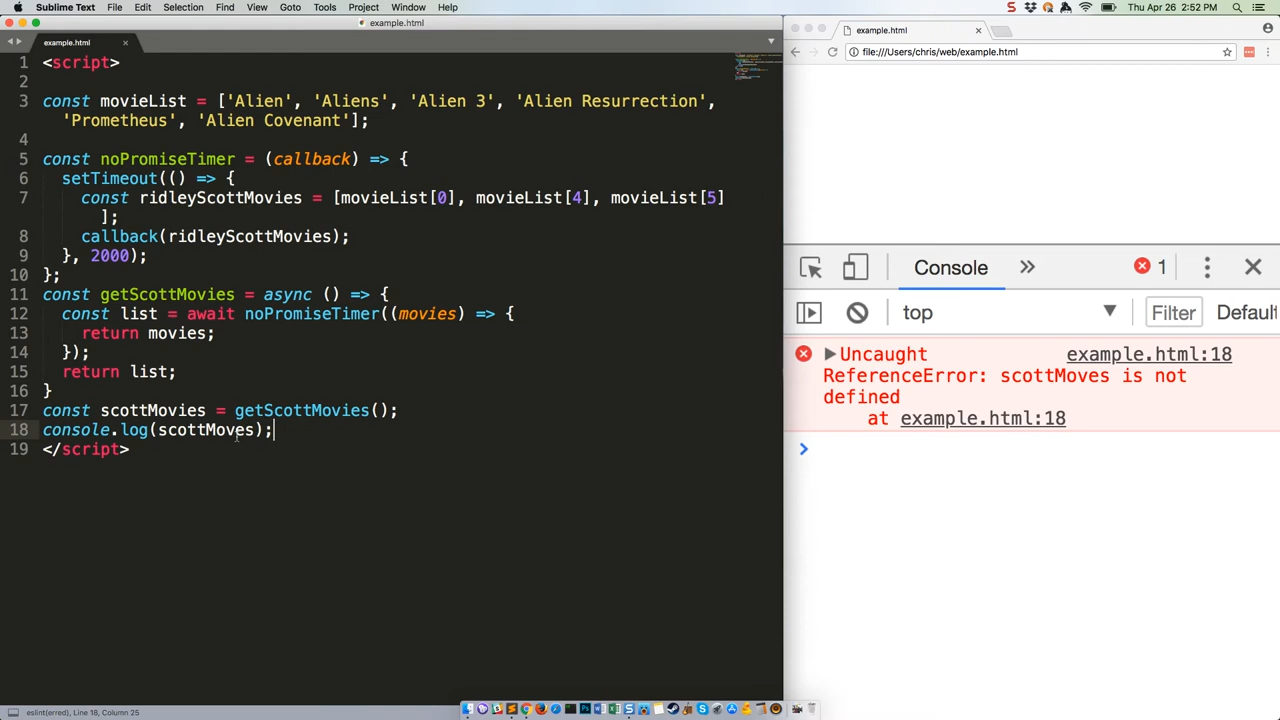 Sublime Text File Edit Selection Find View Goto Tools Project Window Help
Thu Apr 26 2:52 PM
example.html
example.html ×
1 <script>
2
3 const movieList = ['Alien', 'Aliens', 'Alien 3', 'Alien Resurrection',
'Prometheus', 'Alien Covenant'];
4
5 const noPromiseTimer = (callback) => {
6 setTimeout(() => {
7 const ridleyScottMovies = [movieList[0], movieList[4], movieList[5]
];
8 callback(ridleyScottMovies);
9 }, 2000);
10 };
11 const getScottMovies = async () => {
12 const list = await noPromiseTimer((movies) => {
13 return movies;
14 });
15 return list;
16 }
17 const scottMovies = getScottMovies();
18 console.log(scottMoves);
19 </script>
eslint(erred), Line 18, Column 25
example.html ×
file:///Users/chris/web/example.html
Console » 1
top Filter Defaul
Uncaught example.html:18
ReferenceError: scottMoves is not
defined
at example.html:18